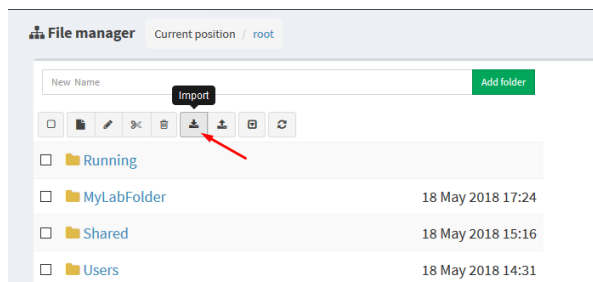 File manager Current position / root
New Name Add folder
Import
Running
MyLabFolder 18 May 2018 17:24
Shared 18 May 2018 15:16
Users 18 May 2018 14:31